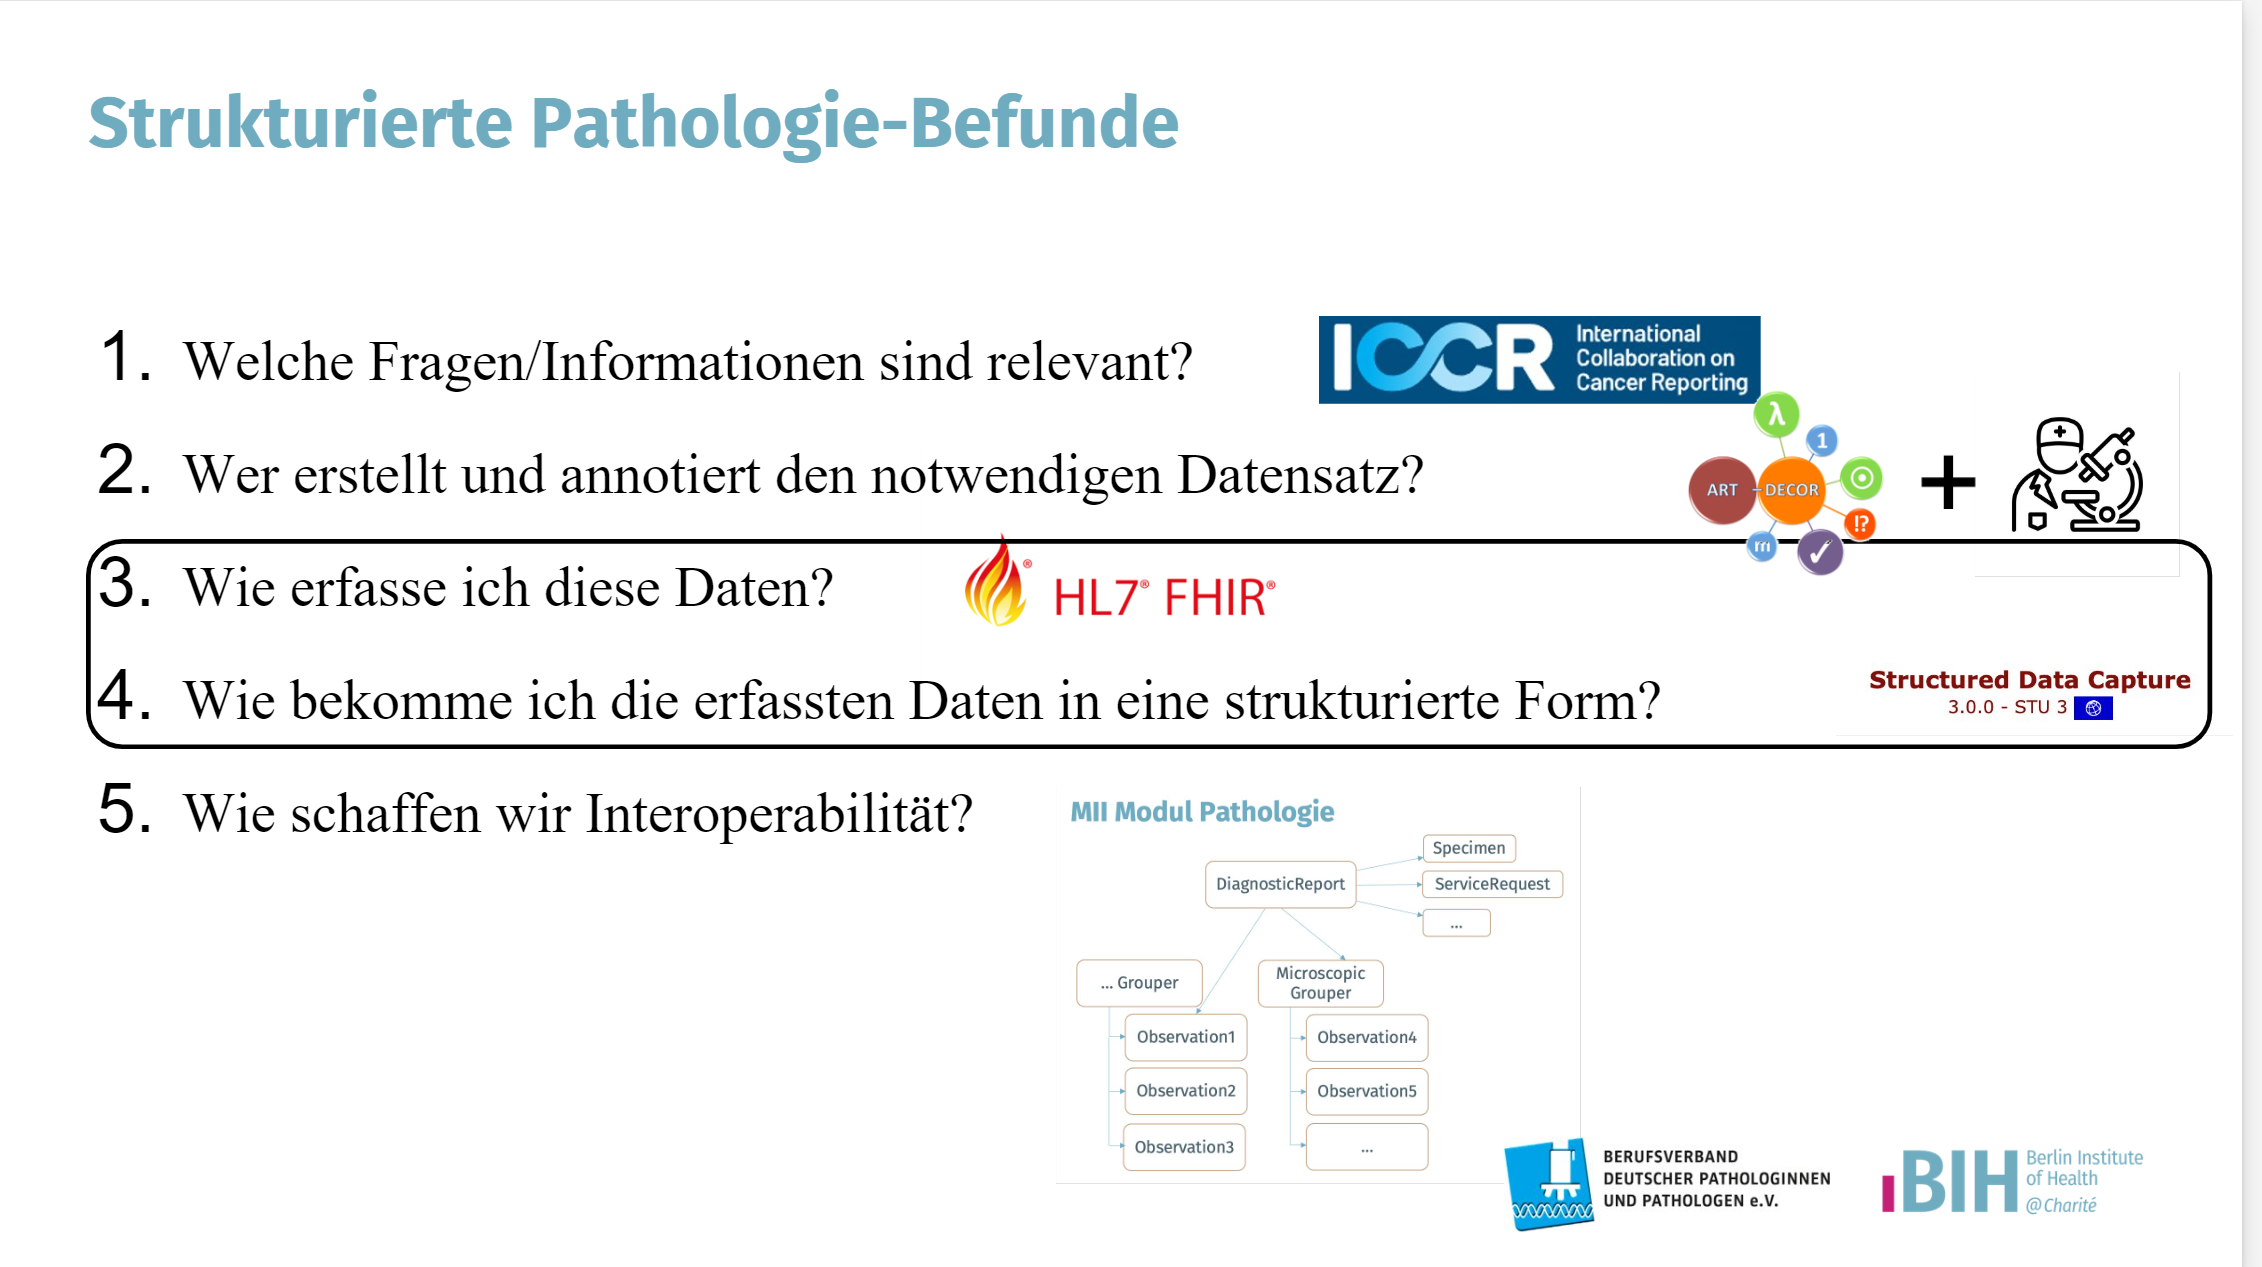 Strukturierte Pathologie-Befunde
1. Welche Fragen/Informationen sind relevant?
ICCR International
Collaboration on
Cancer Reporting
2. Wer erstellt und annotiert den notwendigen Datensatz?
λ
1
ART DECOR
!?
m
+
3. Wie erfasse ich diese Daten?
HL7® FHIR®
4. Wie bekomme ich die erfassten Daten in eine strukturierte Form?
Structured Data Capture
3.0.0 - STU 3
5. Wie schaffen wir Interoperabilität?
MII Modul Pathologie
Specimen
DiagnosticReport
ServiceRequest
...
... Grouper
Microscopic
Grouper
Observation1
Observation4
Observation2
Observation5
Observation3
...
BERUFSVERBAND
DEUTSCHER PATHOLOGINNEN
UND PATHOLOGEN e.V.
BIH Berlin Institute
of Health
@Charité